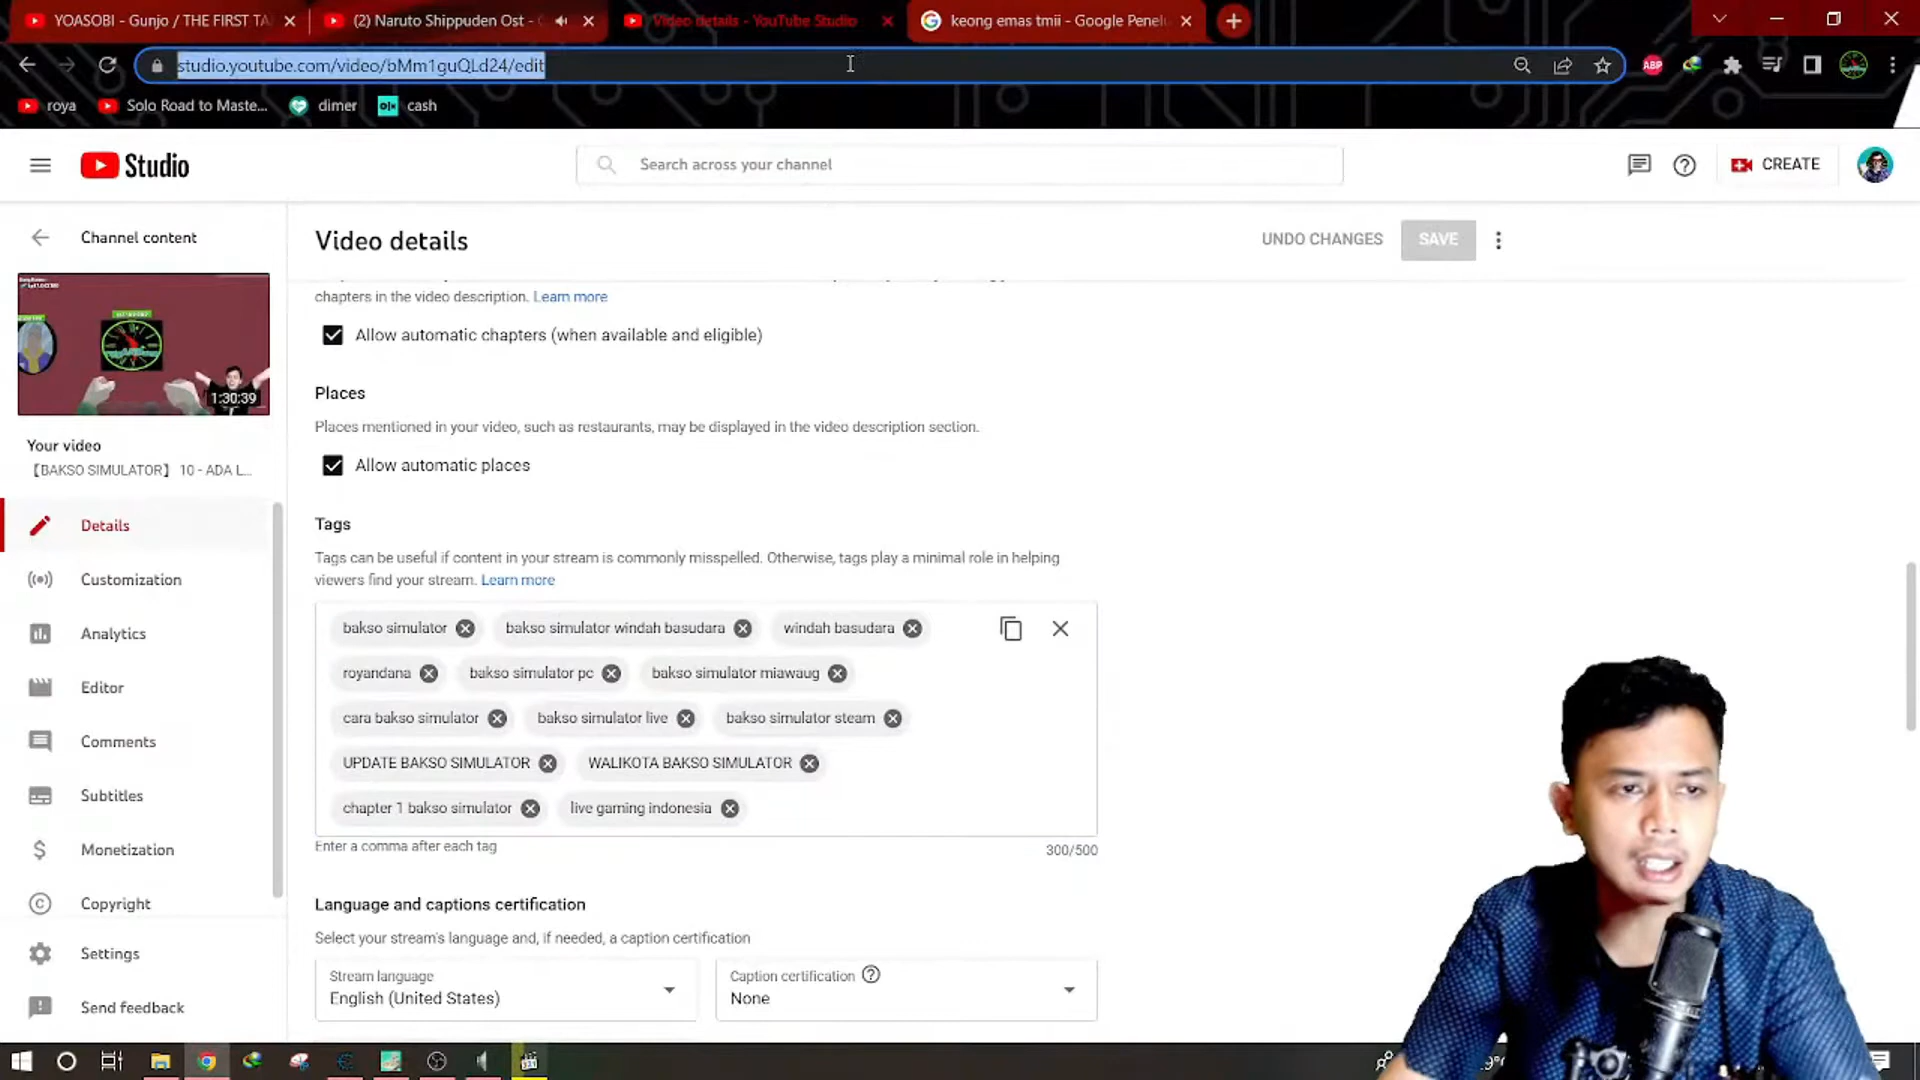 YOASOBI - Gunjo / THE FIRST TA
(2) Naruto Shippuden Ost -
Video details - YouTube Studio
keong emas tmii - Google Penel
studio.youtube.com/video/bMm1guQLd24/edit
ABP
roya
Solo Road to Maste...
dimer
olx
cash
Studio
Search across your channel
CREATE
Channel content
Video details
UNDO CHANGES
SAVE
chapters in the video description. Learn more
Allow automatic chapters (when available and eligible)
1:30:39
Places
Places mentioned in your video, such as restaurants, may be displayed in the video description section.
Your video
【BAKSO SIMULATOR】 10 - ADA L...
Allow automatic places
Details
Tags
Tags can be useful if content in your stream is commonly misspelled. Otherwise, tags play a minimal role in helping
viewers find your stream. Learn more
Customization
bakso simulator
bakso simulator windah basudara
windah basudara
Analytics
royandana
bakso simulator pc
bakso simulator miawaug
Editor
cara bakso simulator
bakso simulator live
bakso simulator steam
Comments
UPDATE BAKSO SIMULATOR
WALIKOTA BAKSO SIMULATOR
Subtitles
chapter 1 bakso simulator
live gaming indonesia
Enter a comma after each tag
300/500
Monetization
Copyright
Language and captions certification
Select your stream's language and, if needed, a caption certification
Settings
Stream language
English (United States)
Caption certification
None
Send feedback